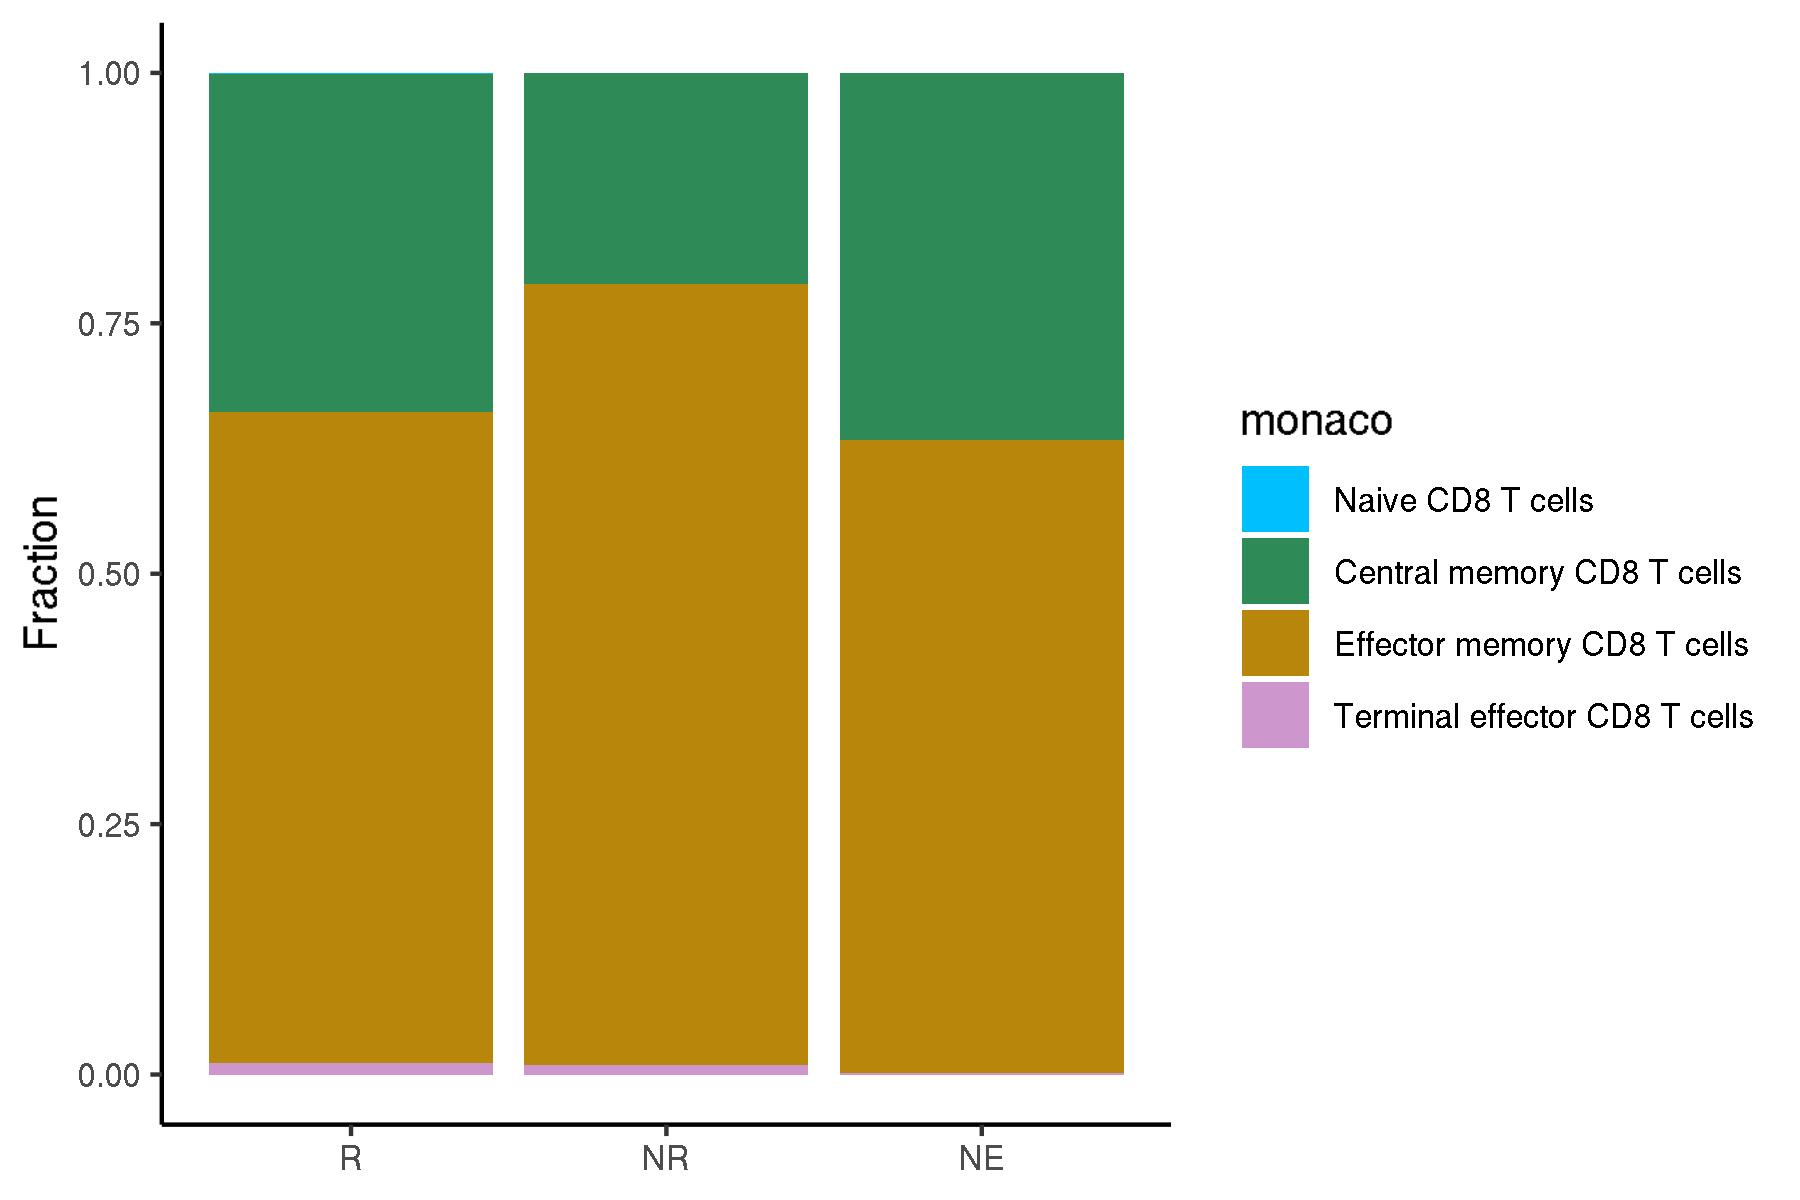 Fraction
1.00
0.75
0.50
0.25
0.00
R
NR
NE
monaco
Naive CD8 T cells
Central memory CD8 T cells
Effector memory CD8 T cells
Terminal effector CD8 T cells